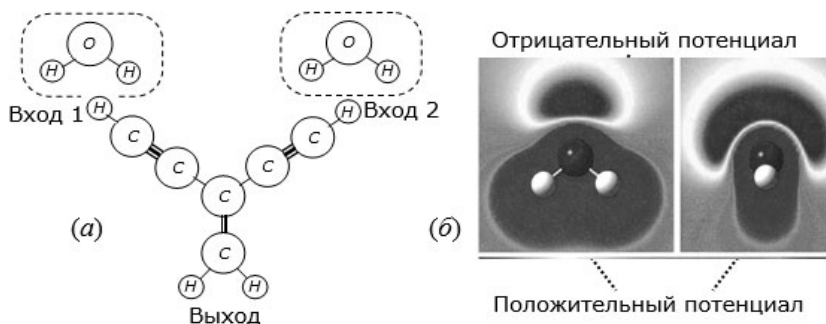 O
H H
Вход 1
O
H H
Вход 2
H
C
C
C
C
C
H
C
H H
Выход
(а)
(б)
Отрицательный потенциал
Положительный потенциал